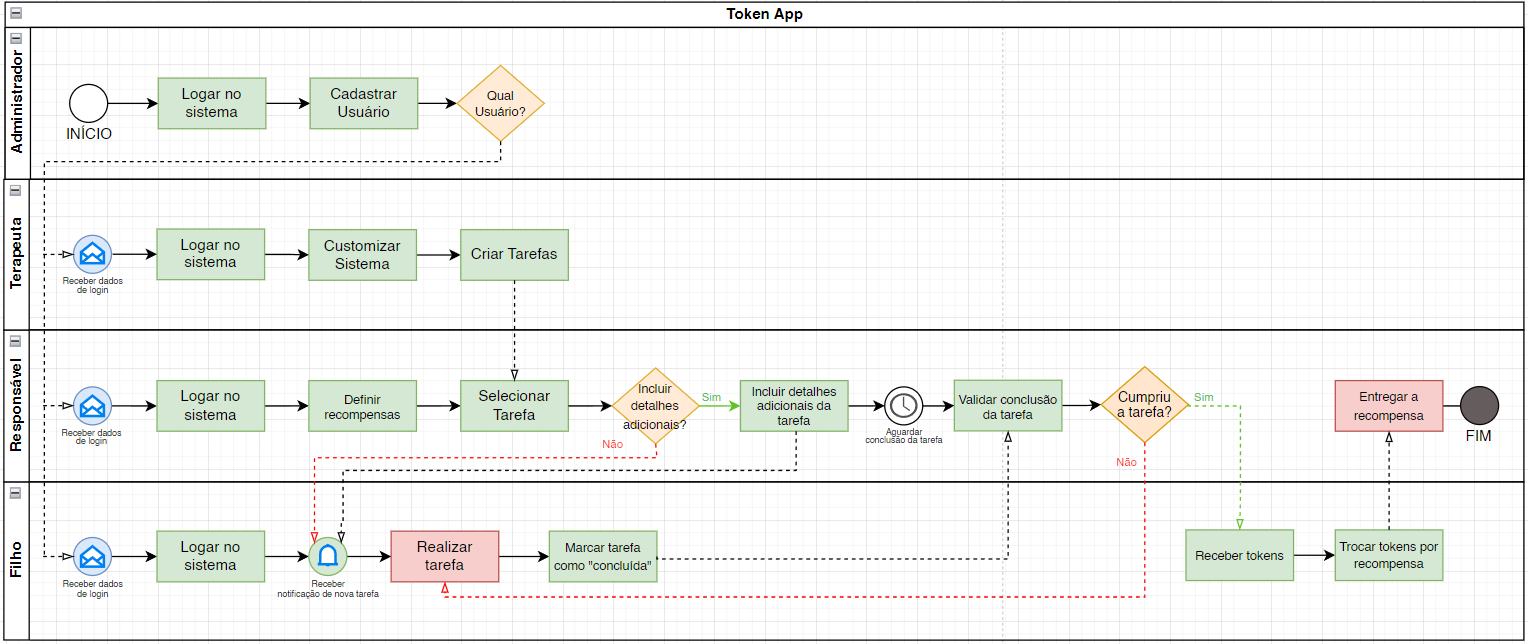 Token App
Administrador
INÍCIO
Logar no
sistema
Cadastrar
Usuário
Qual
Usuário?
Terapeuta
Receber dados
de login
Logar no
sistema
Customizar
Sistema
Criar Tarefas
Responsável
Receber dados
de login
Logar no
sistema
Definir
recompensas
Selecionar
Tarefa
Incluir
detalhes
adicionais?
Sim
Não
Incluir detalhes
adicionais da
tarefa
Aguardar
conclusão da tarefa
Validar conclusão
da tarefa
Cumpriu
a tarefa?
Sim
Não
Entregar a
recompensa
FIM
Filho
Receber dados
de login
Logar no
sistema
Receber
notificação de nova tarefa
Realizar
tarefa
Marcar tarefa
como "concluída"
Receber tokens
Trocar tokens por
recompensa